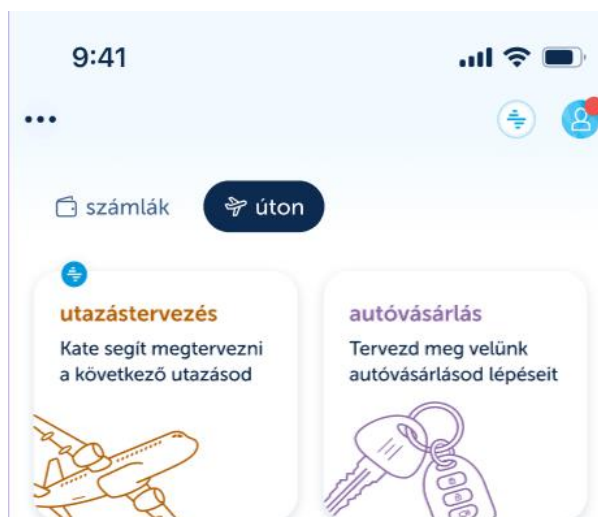 9:41
számlák
úton
utazástervezés
Kate segít megtervezni
a következő utazásod
autóvásárlás
Tervezd meg velünk
autóvásárlásod lépéseit